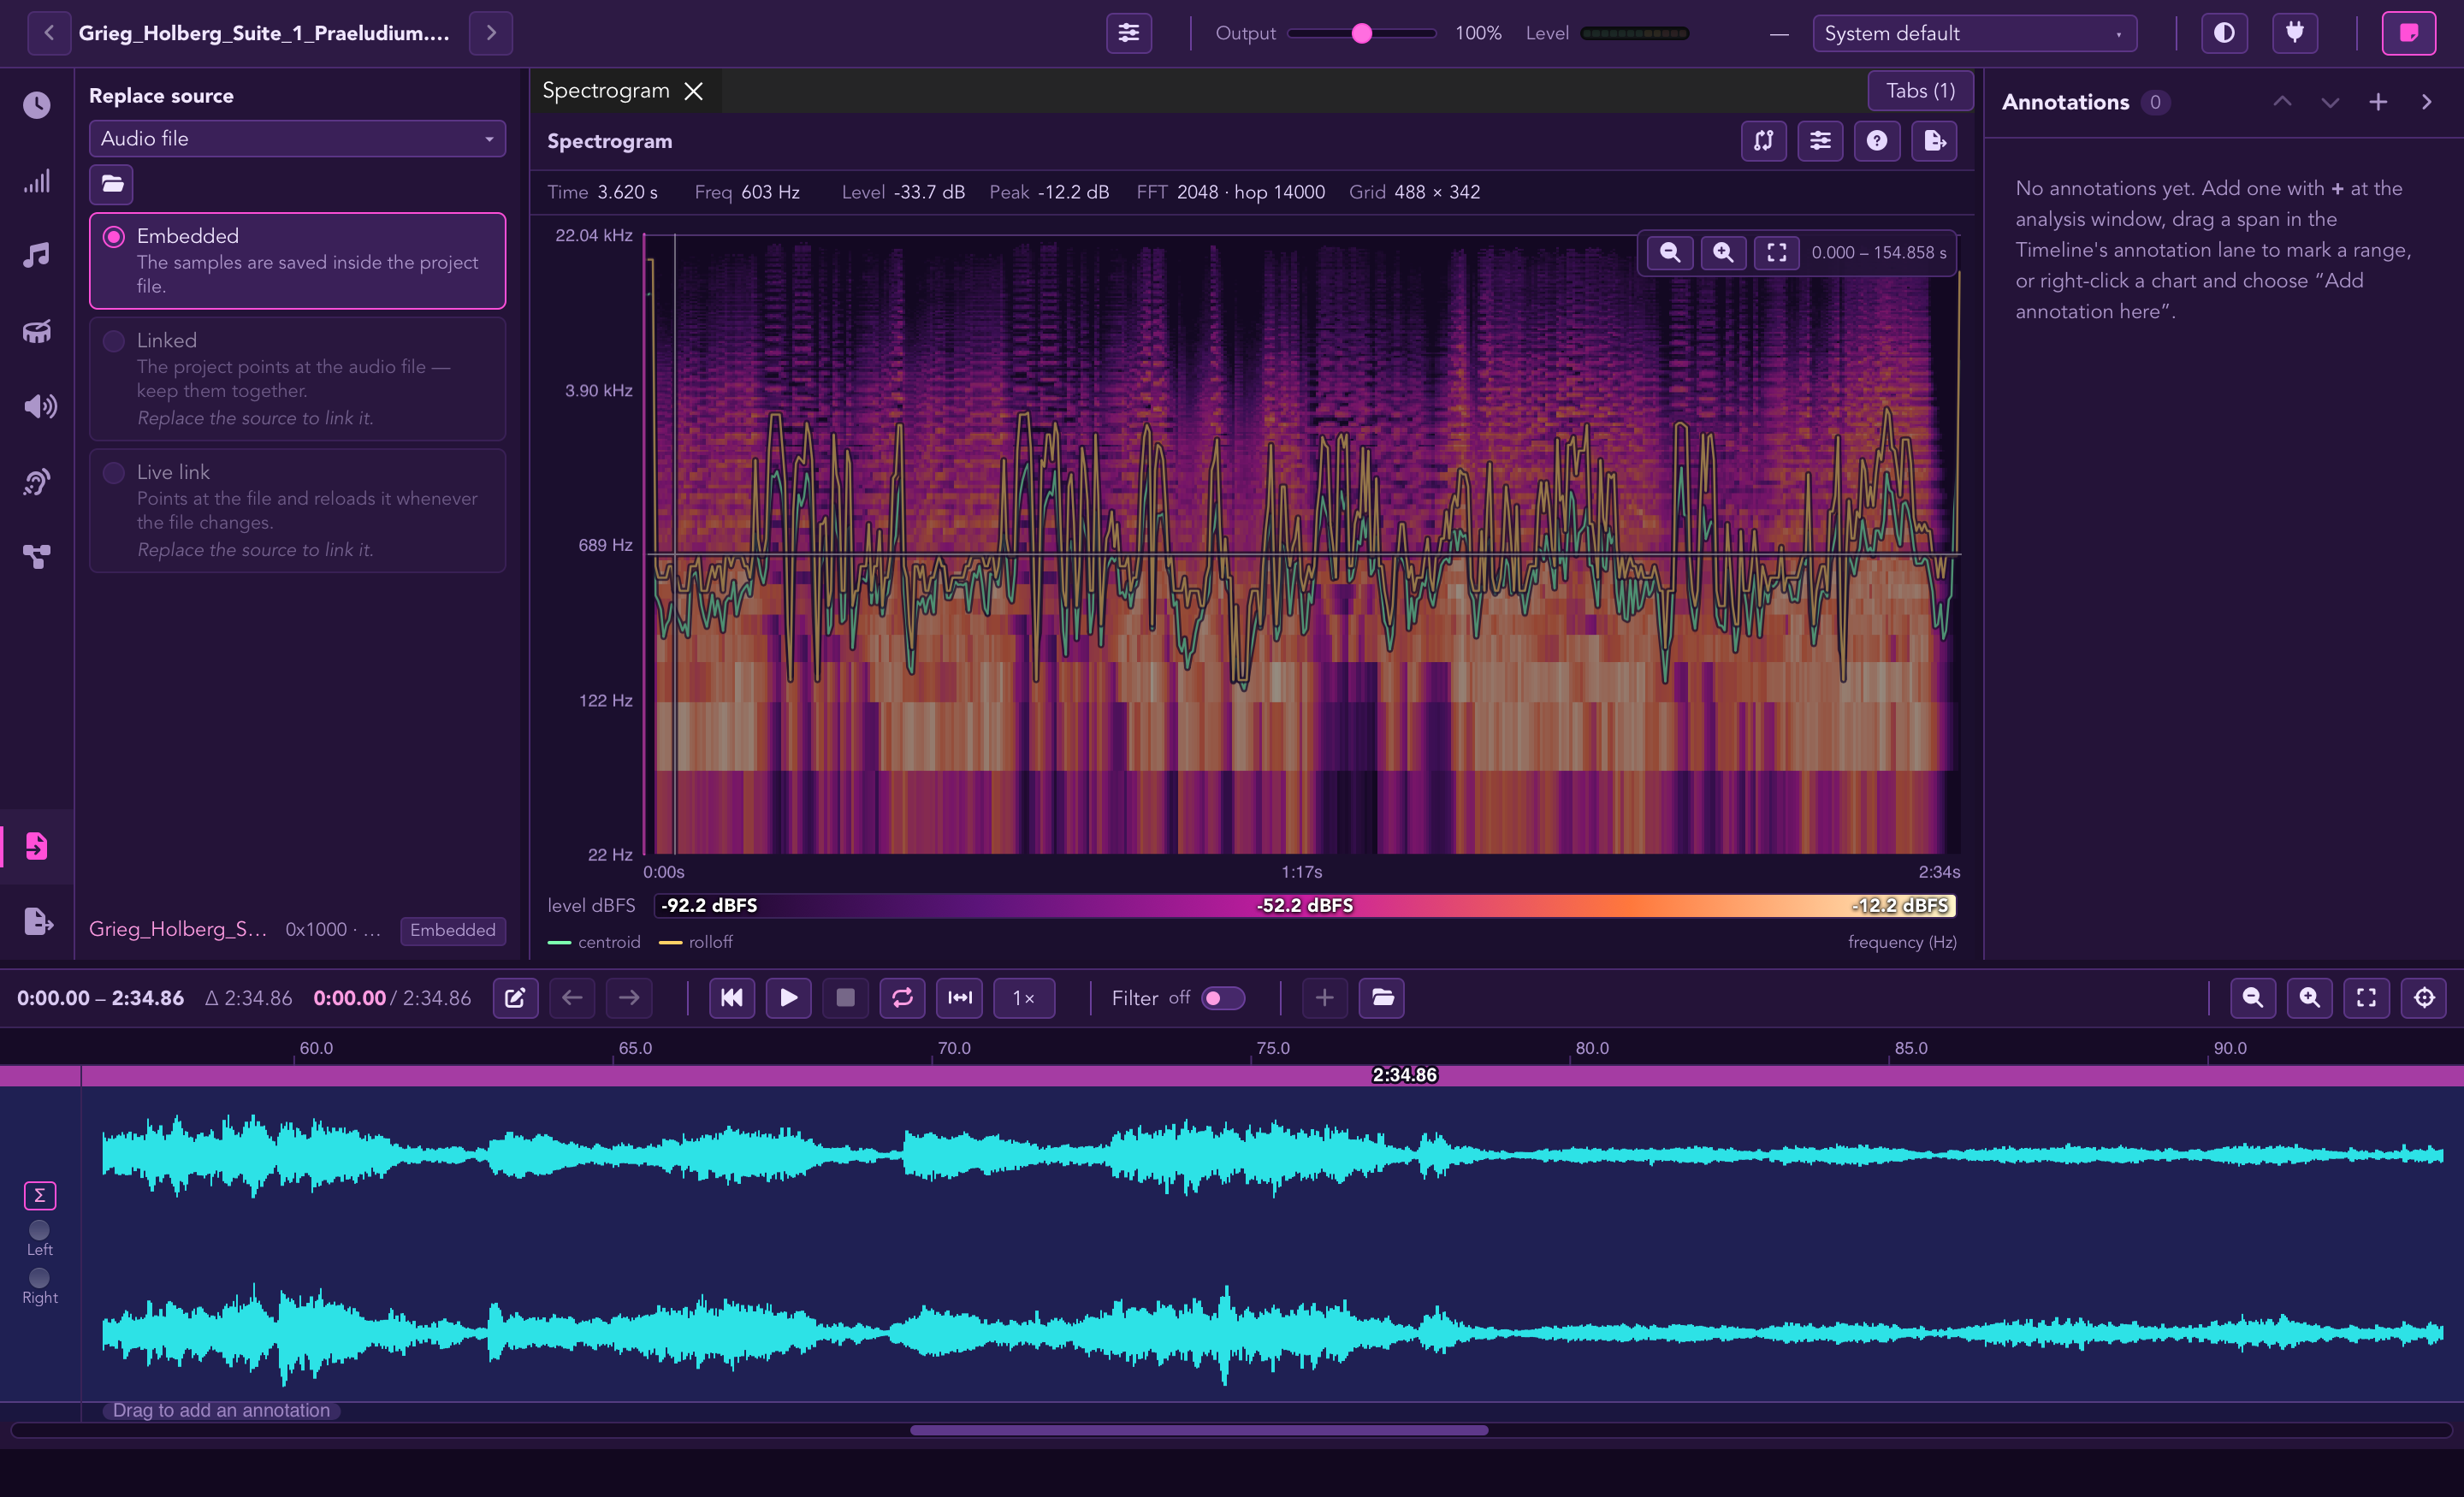 Grieg_Holberg_Suite_1_Praeludium....
Output 100% Level — System default
Replace source
Audio file
Embedded
The samples are saved inside the project
file.
Linked
The project points at the audio file —
keep them together.
Replace the source to link it.
Live link
Points at the file and reloads it whenever
the file changes.
Replace the source to link it.
Grieg_Holberg_S... 0x1000 · ... Embedded
Spectrogram Tabs (1)
Spectrogram
Time 3.620 s Freq 603 Hz Level -33.7 dB Peak -12.2 dB FFT 2048 · hop 14000 Grid 488 × 342
0.000 – 154.858 s
22.04 kHz
3.90 kHz
689 Hz
122 Hz
22 Hz
0:00s 1:17s 2:34s
level dBFS -92.2 dBFS -52.2 dBFS -12.2 dBFS
centroid rolloff frequency (Hz)
Annotations 0
No annotations yet. Add one with + at the
analysis window, drag a span in the
Timeline's annotation lane to mark a range,
or right-click a chart and choose “Add
annotation here”.
0:00.00 – 2:34.86 Δ 2:34.86 0:00.00 / 2:34.86 1× Filter off
60.0 65.0 70.0 75.0 80.0 85.0 90.0
2:34.86
Σ
Left
Right
Drag to add an annotation